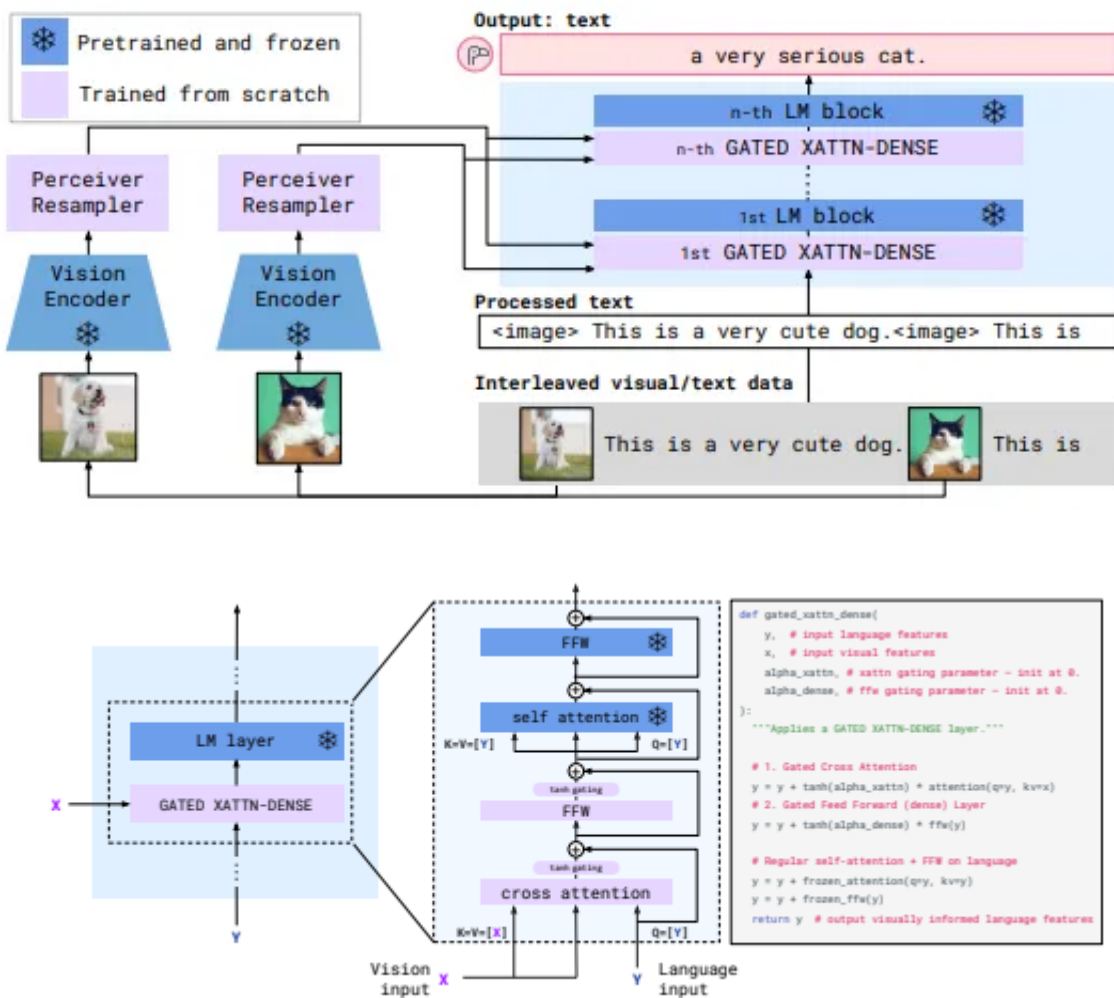 Pretrained and frozen
Trained from scratch
Output: text
a very serious cat.
n-th LM block
n-th GATED XATTN-DENSE
1st LM block
1st GATED XATTN-DENSE
Perceiver
Resampler
Perceiver
Resampler
Vision
Encoder
Vision
Encoder
Processed text
<image> This is a very cute dog.<image> This is
Interleaved visual/text data
This is a very cute dog.
This is
LM layer
GATED XATTN-DENSE
X
Y
FFW
self attention
K=V=[Y]
Q=[Y]
tanh gating
FFW
tanh gating
cross attention
K=V=[X]
Q=[Y]
Vision
input
X
Y
Language
input
def gated_xattn_dense(
y, # input language features
x, # input visual features
alpha_xattn, # xattn gating parameter – init at 0.
alpha_dense, # ffw gating parameter – init at 0.
):
"""Applies a GATED XATTN-DENSE layer."""
# 1. Gated Cross Attention
y = y + tanh(alpha_xattn) * attention(q=y, kv=x)
# 2. Gated Feed Forward (dense) Layer
y = y + tanh(alpha_dense) * ffw(y)
# Regular self-attention + FFW on language
y = y + frozen_attention(q=y, kv=y)
y = y + frozen_ffw(y)
return y # output visually informed language features